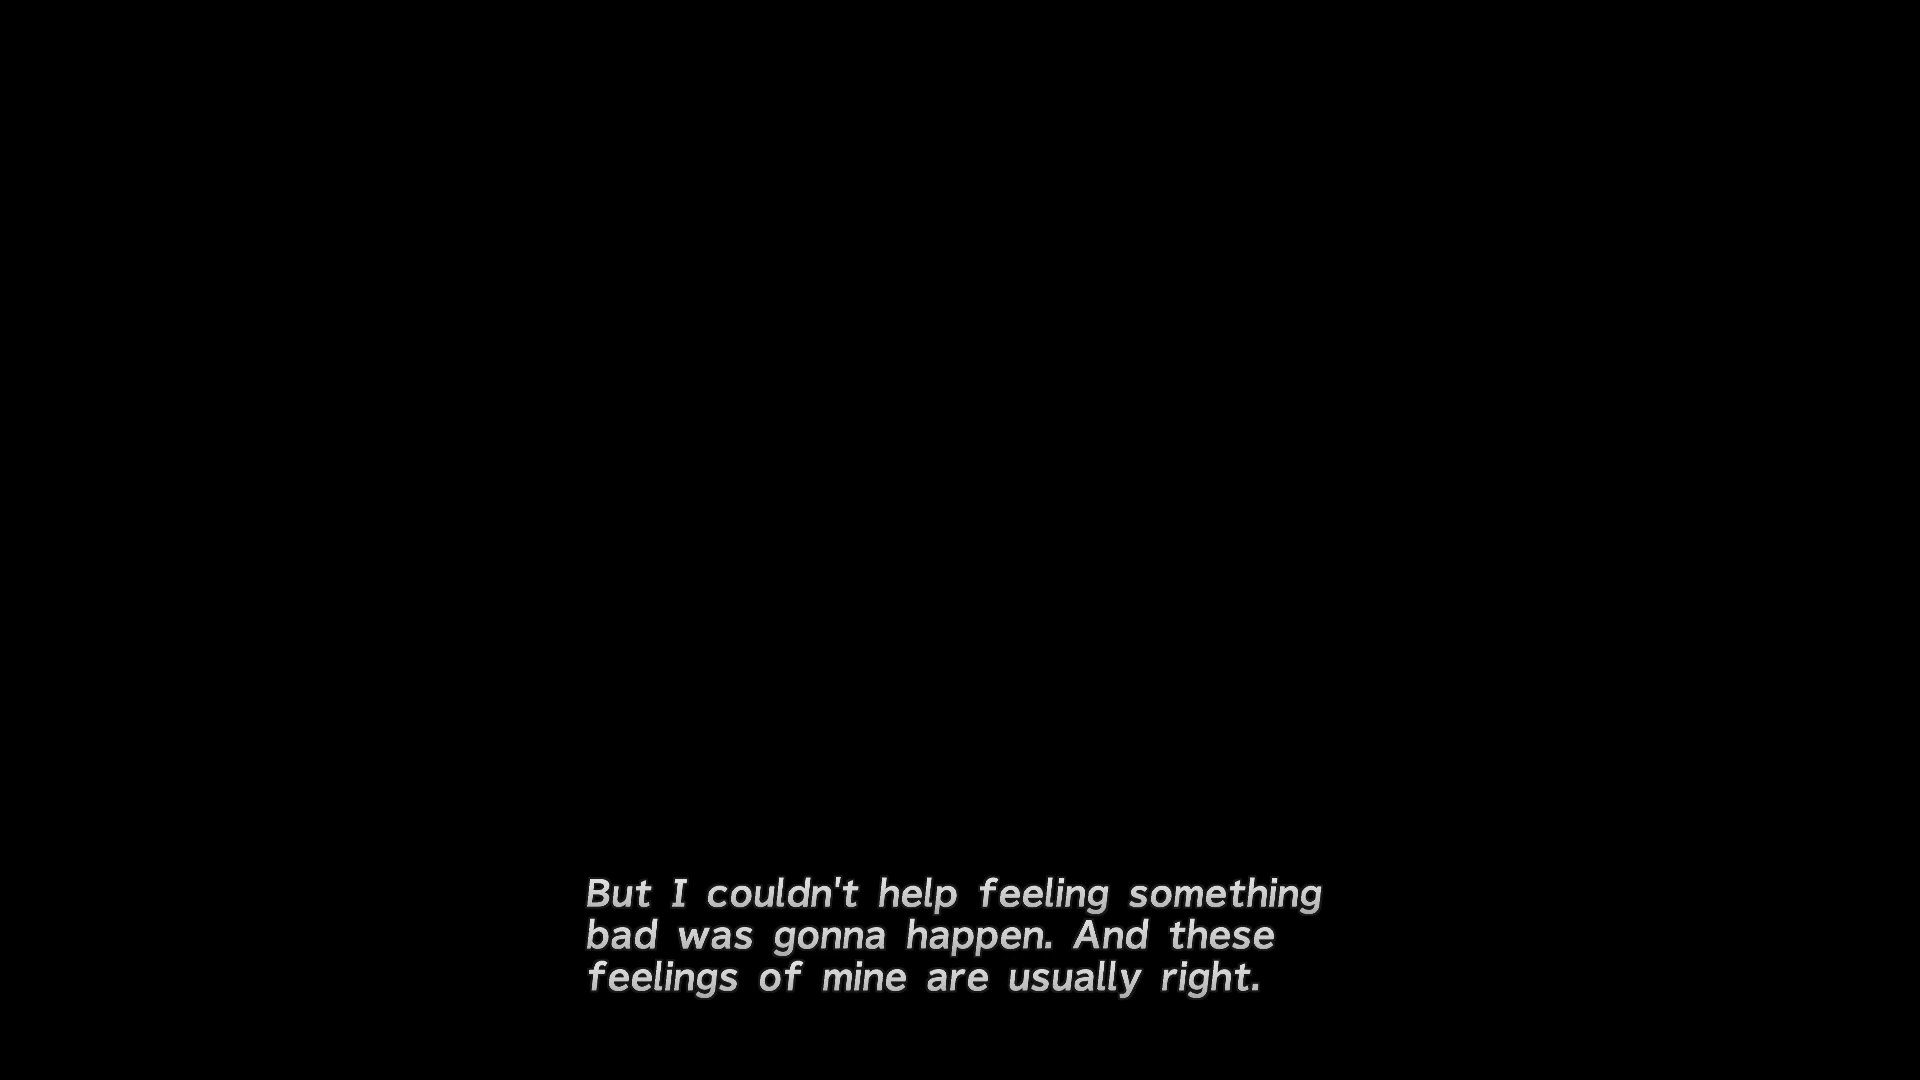 But I couldn't help feeling something
bad was gonna happen. And these
feelings of mine are usually right.